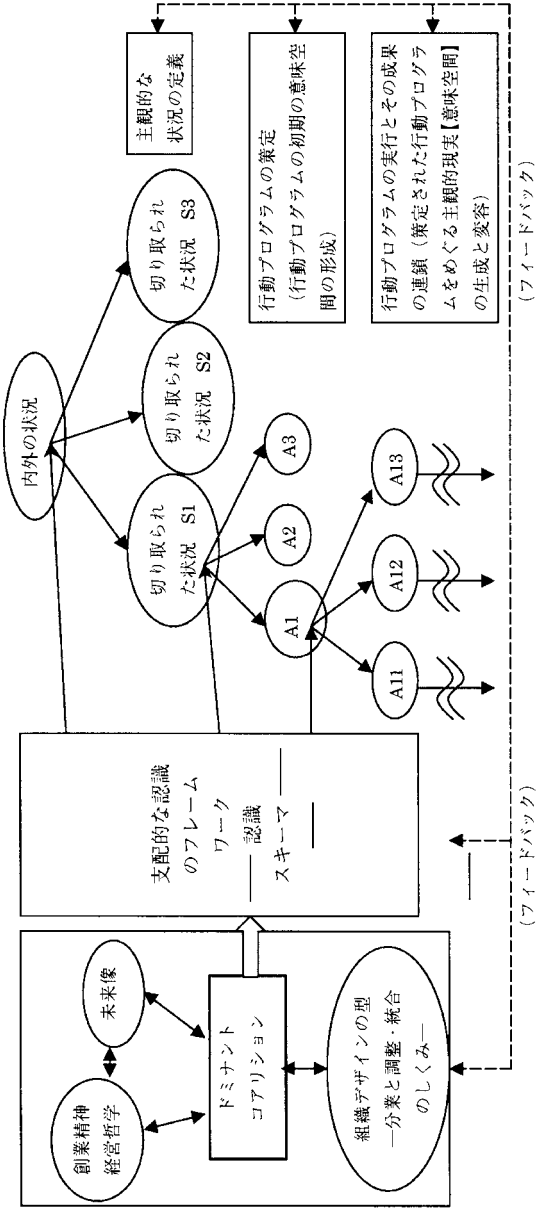 創業精神
経営哲学
未来像
ドミナント
コアリション
組織デザインの型
―分業と調整・統合
のしくみ―
支配的な認識
のフレーム
ワーク
――認識
スキーマ――
内外の状況
切り取られ
た状況 S1
切り取られ
た状況 S2
切り取られ
た状況 S3
A1
A2
A3
A11
A12
A13
主観的な
状況の定義
行動プログラムの策定
(行動プログラムの初期の意味空
間の形成)
行動プログラムの実行とその成果
の連鎖(策定された行動プログラ
ムをめぐる主観的現実【意味空間】
の生成と変容)
(フィードバック)
(フィードバック)